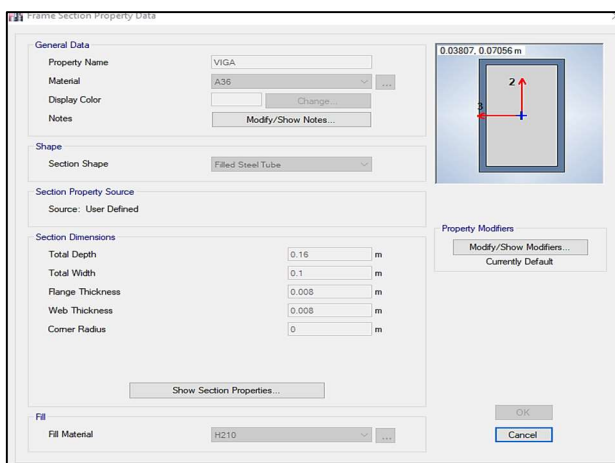 Frame Section Property Data
General Data
Property Name VIGA
Material A36 ...
Display Color Change...
Notes Modify/Show Notes...
Shape
Section Shape Filled Steel Tube
Section Property Source
Source: User Defined
Section Dimensions
Total Depth 0.16 m
Total Width 0.1 m
Flange Thickness 0.008 m
Web Thickness 0.008 m
Corner Radius 0 m
Show Section Properties...
Fill
Fill Material H210 ...
0.03807, 0.07056 m
2
3
Property Modifiers
Modify/Show Modifiers...
Currently Default
OK
Cancel